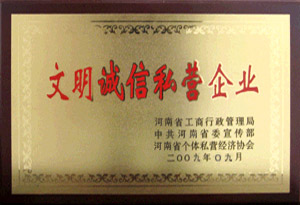 文明诚信私营企业
河南省工商行政管理局
中共河南省委宣传部
河南省个体私营经济协会
二00九年0九月